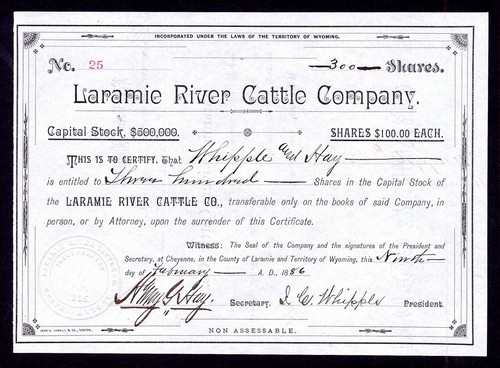 INCORPORATED UNDER THE LAWS OF THE TERRITORY OF WYOMING.
No. 25 300 Shares.
Laramie River Cattle Company.
Capital Stock, $500,000. SHARES $100.00 EACH.
THIS IS TO CERTIFY, That Whipple and Hay
is entitled to Three hundred Shares in the Capital Stock of
the LARAMIE RIVER CATTLE CO., transferable only on the books of said Company, in
person, or by Attorney, upon the surrender of this Certificate.
Witness: The Seal of the Company and the signatures of the President and
Secretary, at Cheyenne, in the County of Laramie and Territory of Wyoming, this Ninth
day of February A. D., 1886
Hay, Secretary. I. C. Whipple President.
NON ASSESSABLE.